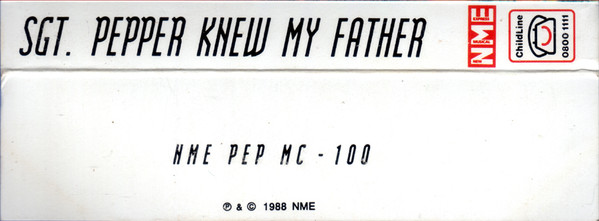 SGT. PEPPER KNEW MY FATHER
NME
ChildLine
0800 1111
NME PEP MC - 100
℗ & © 1988 NME